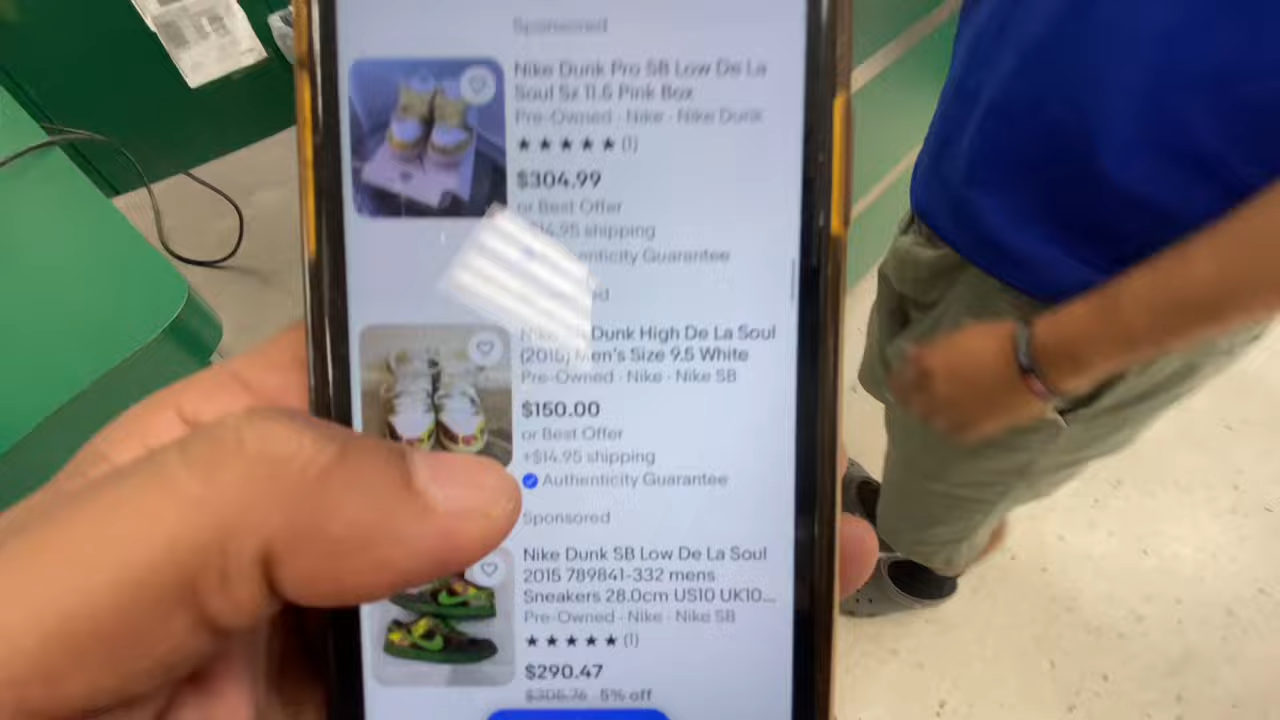 Sponsored
Nike Dunk Pro SB Low De La
Soul Sz 11.5 Pink Box
Pre-Owned · Nike · Nike Dunk
★★★★★ (1)
$304.99
or Best Offer
+$14.95 shipping
Authenticity Guarantee
Dunk High De La Soul
Men's Size 9.5 White
Pre-Owned · Nike · Nike SB
$150.00
or Best Offer
+$14.95 shipping
Authenticity Guarantee
Sponsored
Nike Dunk SB Low De La Soul
2015 789841-332 mens
Sneakers 28.0cm US10 UK10...
Pre-Owned · Nike · Nike SB
★★★★★ (1)
$290.47
$305.76 5% off